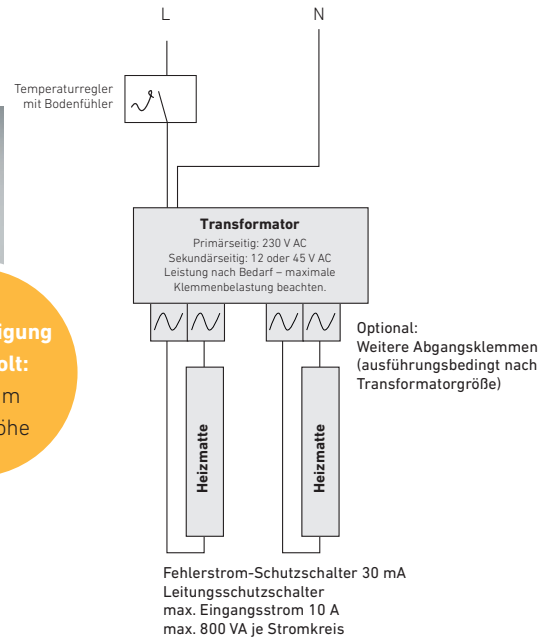 L
N
Temperaturregler
mit Bodenfühler
Transformator
Primärseitig: 230 V AC
Sekundärseitig: 12 oder 45 V AC
Leistung nach Bedarf – maximale
Klemmenbelastung beachten.
Optional:
Weitere Abgangsklemmen
(ausführungsbedingt nach
Transformatorgröße)
Heizmatte
Heizmatte
Fehlerstrom-Schutzschalter 30 mA
Leitungsschutzschalter
max. Eingangsstrom 10 A
max. 800 VA je Stromkreis